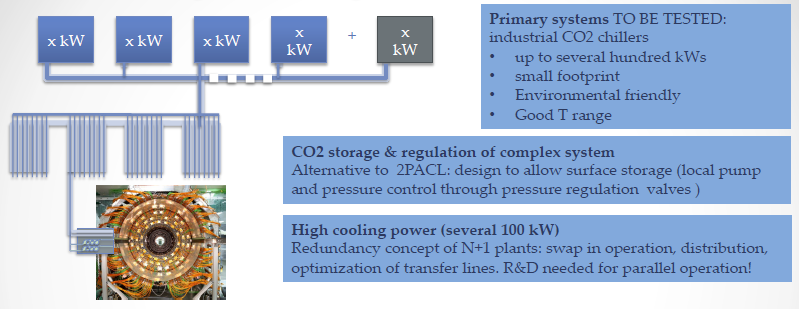 x kW
x kW
x kW
x
kW
+
x
kW
Primary systems TO BE TESTED:
industrial CO2 chillers
• up to several hundred kWs
• small footprint
• Environmental friendly
• Good T range
CO2 storage & regulation of complex system
Alternative to 2PACL: design to allow surface storage (local pump
and pressure control through pressure regulation valves )
High cooling power (several 100 kW)
Redundancy concept of N+1 plants: swap in operation, distribution,
optimization of transfer lines. R&D needed for parallel operation!